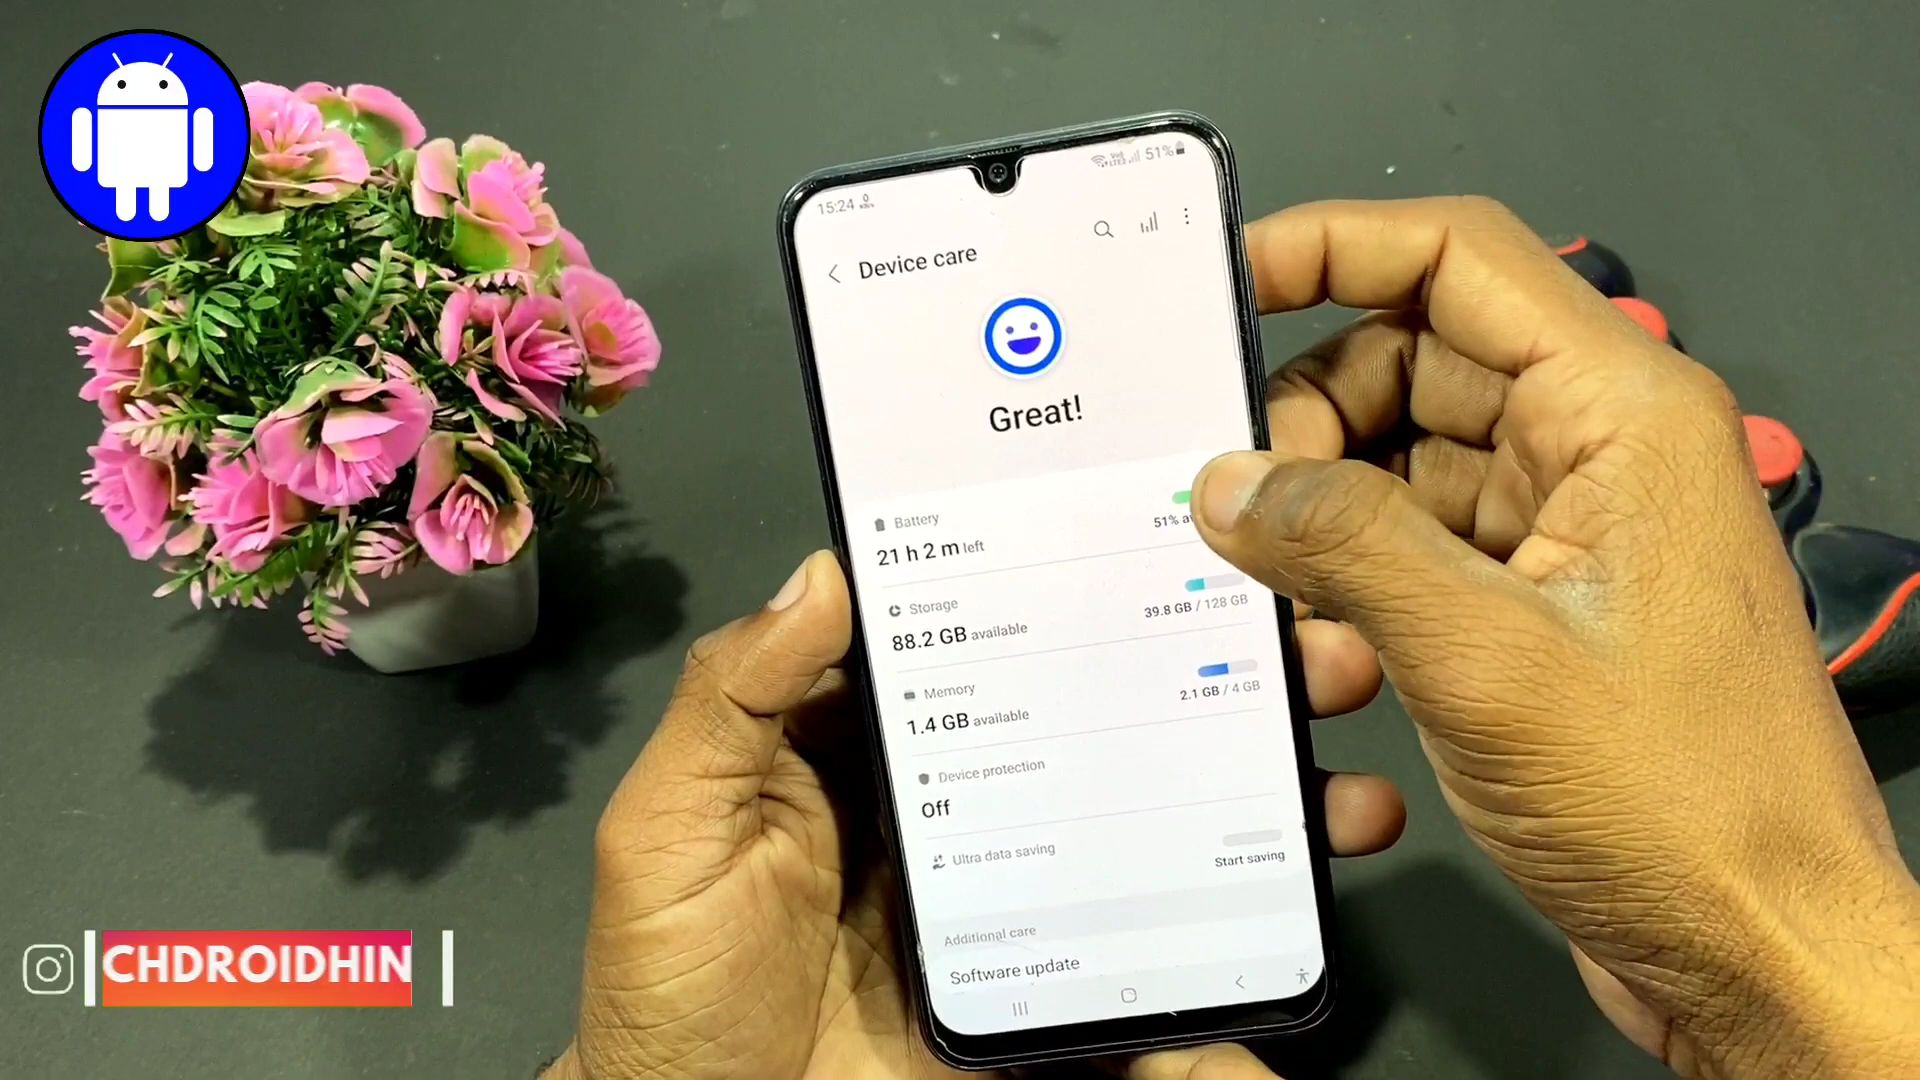 15:24
51%
Device care
Great!
Battery
21 h 2 m left
51%
Storage
88.2 GB available
39.8 GB / 128 GB
Memory
1.4 GB available
2.1 GB / 4 GB
Device protection
Off
Ultra data saving
Start saving
Additional care
Software update
CHDROIDHIN